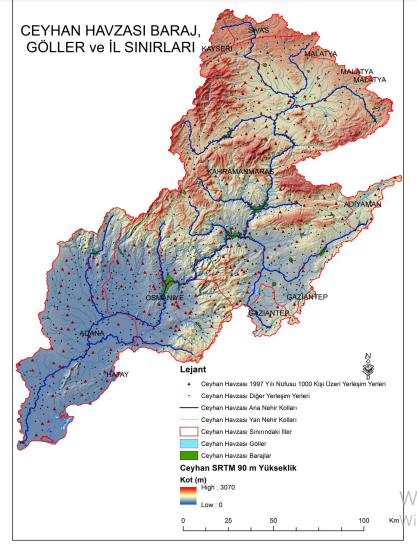 CEYHAN HAVZASI BARAJ,
GÖLLER ve İL SINIRLARI
SİVAS
KAYSERİ
MALATYA
MALATYA
MALATYA
KAHRAMANMARAŞ
ADIYAMAN
OSMANİYE
GAZİANTEP
GAZİANTEP
ADANA
HATAY
N
Lejant
Ceyhan Havzası 1997 Yılı Nüfusu 1000 Kişi Üzeri Yerleşim Yerleri
Ceyhan Havzası Diğer Yerleşim Yerleri
Ceyhan Havzası Ana Nehir Kolları
Ceyhan Havzası Yan Nehir Kolları
Ceyhan Havzası Sınırındaki İller
Ceyhan Havzası Göller
Ceyhan Havzası Barajlar
Ceyhan SRTM 90 m Yükseklik
Kot (m)
High : 3070
Low : 0
0 25 50 100 Km
W
Wi